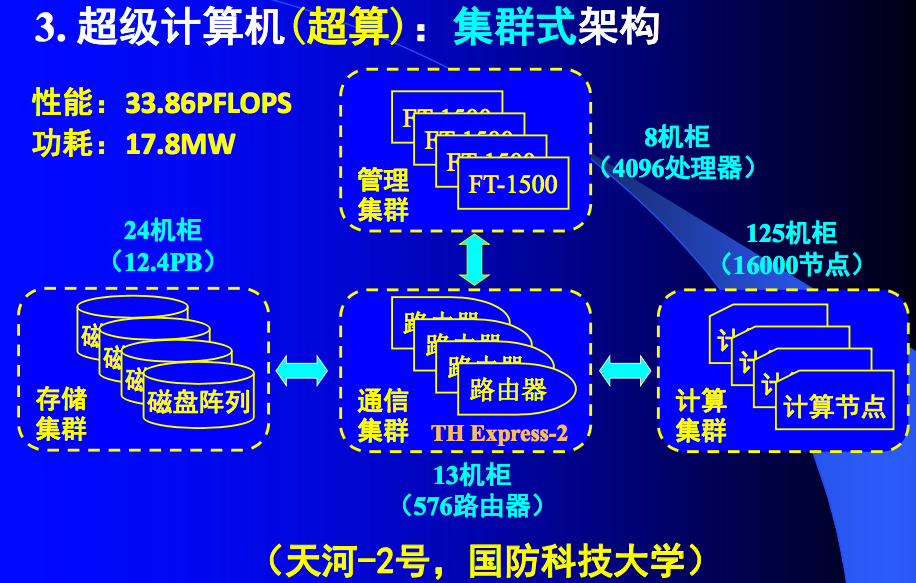 3. 超级计算机(超算)：集群式架构
性能：33.86PFLOPS
功耗：17.8MW
FT-1500
FT-1500
FT-1500
FT-1500
管理
集群
8机柜
（4096处理器）
24机柜
（12.4PB）
125机柜
（16000节点）
磁
磁
磁
磁盘阵列
存储
集群
路由器
路由器
路由器
路由器
通信
集群
TH Express-2
计
计
计
计算节点
计算
集群
13机柜
（576路由器）
（天河-2号，国防科技大学）